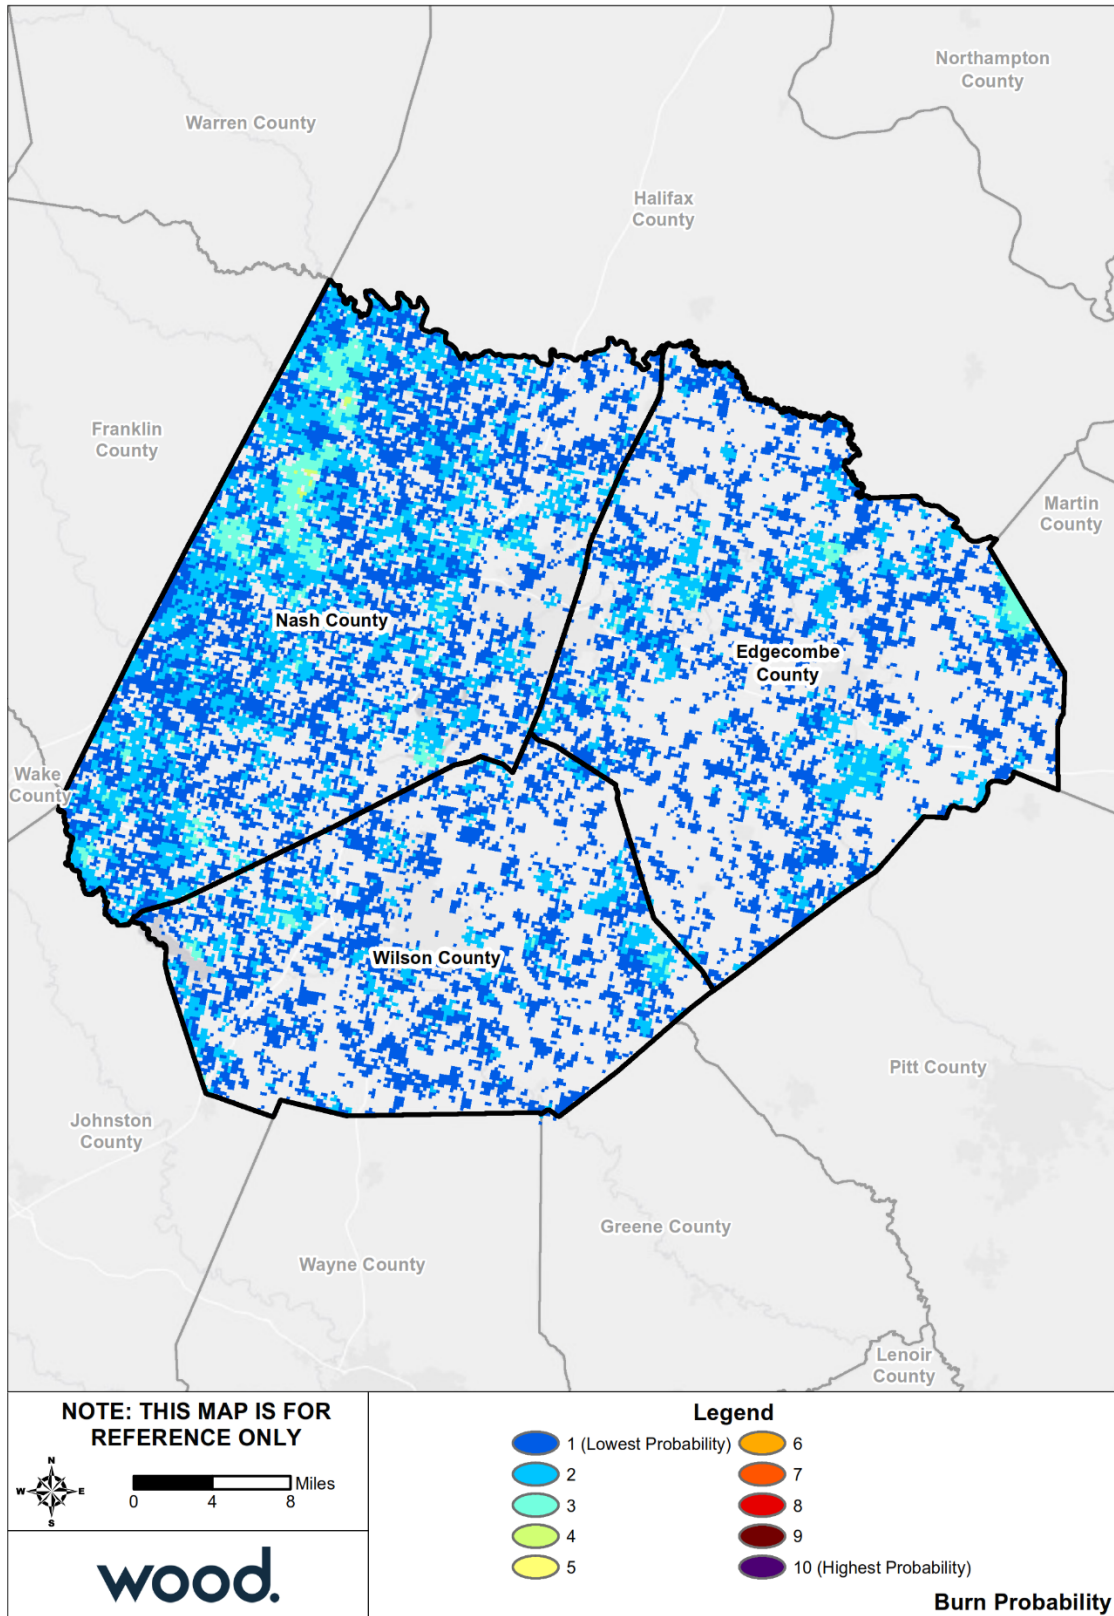 Northampton
County
Warren County
Halifax
County
Franklin
County
Martin
County
Nash County
Edgecombe
County
Wake
County
Wilson County
Pitt County
Johnston
County
Greene County
Wayne County
Lenoir
County
NOTE: THIS MAP IS FOR
REFERENCE ONLY
N
W E
S
Miles
0 4 8
wood.
Legend
1 (Lowest Probability)
2
3
4
5
6
7
8
9
10 (Highest Probability)
Burn Probability